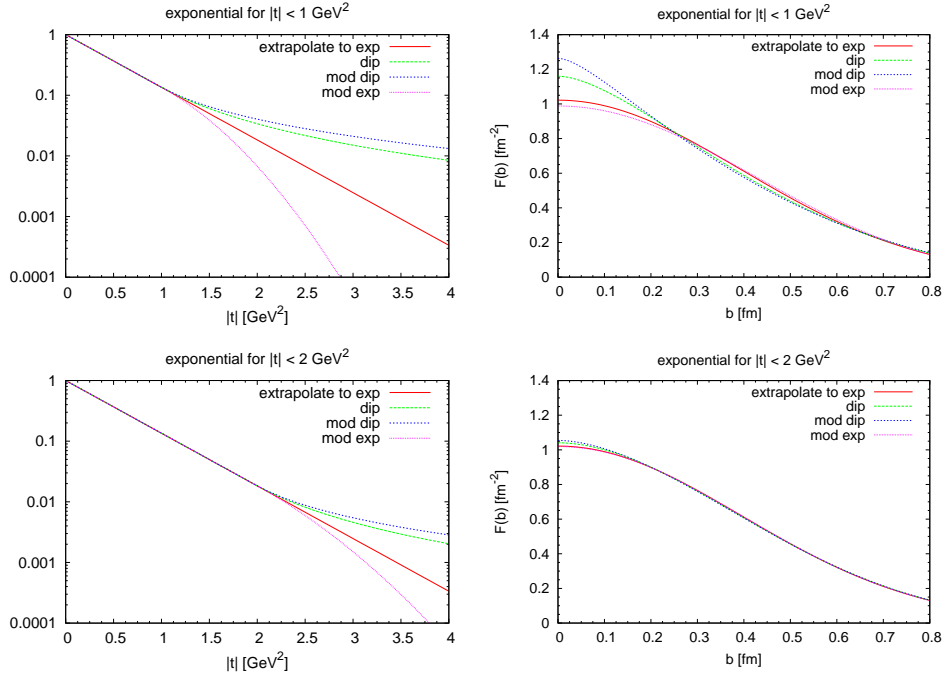 exponential for |t| < 1 GeV²
extrapolate to exp
dip
mod dip
mod exp
1
0.1
0.01
0.001
0.0001
0 0.5 1 1.5 2 2.5 3 3.5 4
|t| [GeV²]
exponential for |t| < 1 GeV²
extrapolate to exp
dip
mod dip
mod exp
F(b) [fm⁻²]
1.4
1.2
1
0.8
0.6
0.4
0.2
0
0 0.1 0.2 0.3 0.4 0.5 0.6 0.7 0.8
b [fm]
exponential for |t| < 2 GeV²
extrapolate to exp
dip
mod dip
mod exp
1
0.1
0.01
0.001
0.0001
0 0.5 1 1.5 2 2.5 3 3.5 4
|t| [GeV²]
exponential for |t| < 2 GeV²
extrapolate to exp
dip
mod dip
mod exp
F(b) [fm⁻²]
1.4
1.2
1
0.8
0.6
0.4
0.2
0
0 0.1 0.2 0.3 0.4 0.5 0.6 0.7 0.8
b [fm]